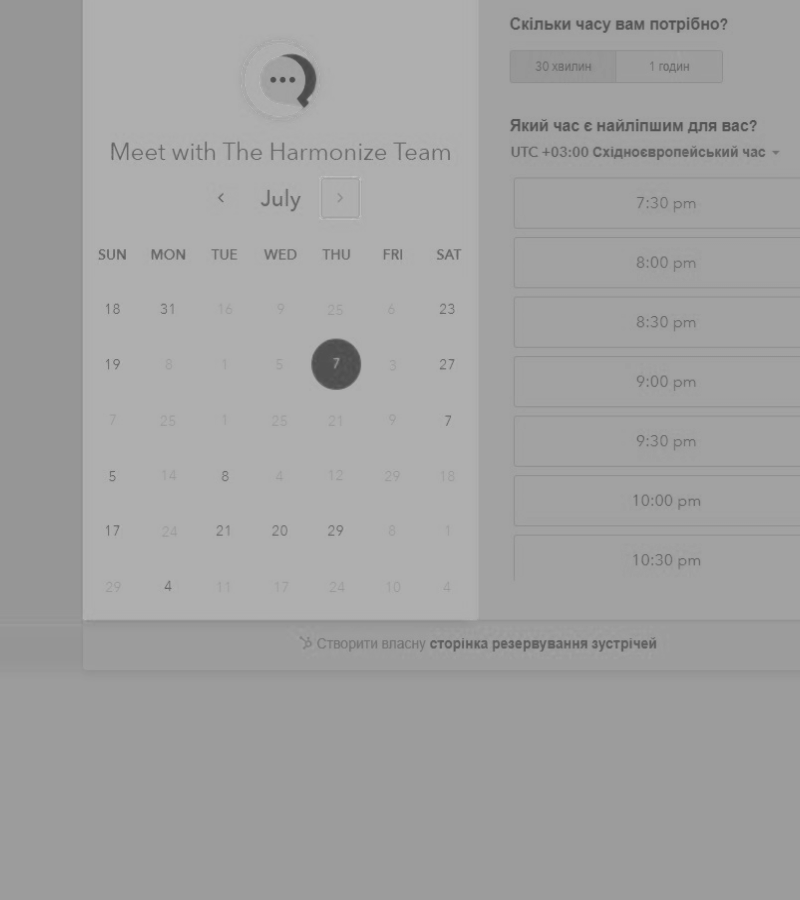 Meet with The Harmonize Team
July
SUN MON TUE WED THU FRI SAT
18 31 16 9 25 6 23
19 8 1 5 7 3 27
7 25 1 25 21 9 7
5 14 8 4 12 29 18
17 24 21 20 29 8 1
29 4 11 17 24 10 4
Скільки часу вам потрібно?
30 хвилин 1 годин
Який час є найліпшим для вас?
UTC +03:00 Східноєвропейський час
7:30 pm
8:00 pm
8:30 pm
9:00 pm
9:30 pm
10:00 pm
10:30 pm
Створити власну сторінка резервування зустрічей